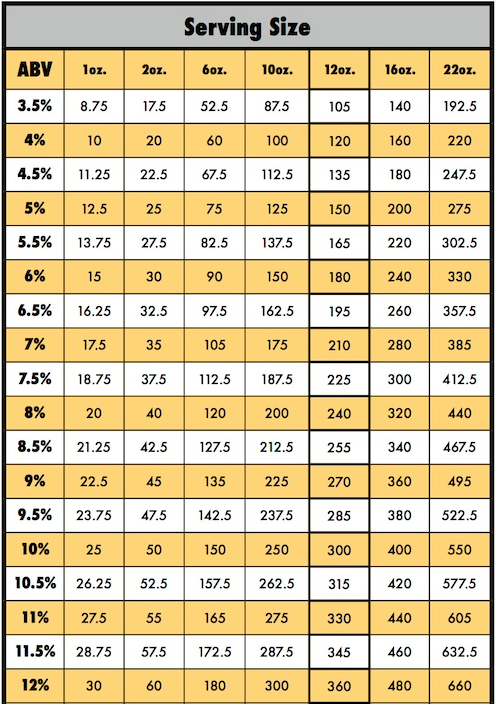 Serving Size
ABV 1oz. 2oz. 6oz. 10oz. 12oz. 16oz. 22oz.
3.5% 8.75 17.5 52.5 87.5 105 140 192.5
4% 10 20 60 100 120 160 220
4.5% 11.25 22.5 67.5 112.5 135 180 247.5
5% 12.5 25 75 125 150 200 275
5.5% 13.75 27.5 82.5 137.5 165 220 302.5
6% 15 30 90 150 180 240 330
6.5% 16.25 32.5 97.5 162.5 195 260 357.5
7% 17.5 35 105 175 210 280 385
7.5% 18.75 37.5 112.5 187.5 225 300 412.5
8% 20 40 120 200 240 320 440
8.5% 21.25 42.5 127.5 212.5 255 340 467.5
9% 22.5 45 135 225 270 360 495
9.5% 23.75 47.5 142.5 237.5 285 380 522.5
10% 25 50 150 250 300 400 550
10.5% 26.25 52.5 157.5 262.5 315 420 577.5
11% 27.5 55 165 275 330 440 605
11.5% 28.75 57.5 172.5 287.5 345 460 632.5
12% 30 60 180 300 360 480 660